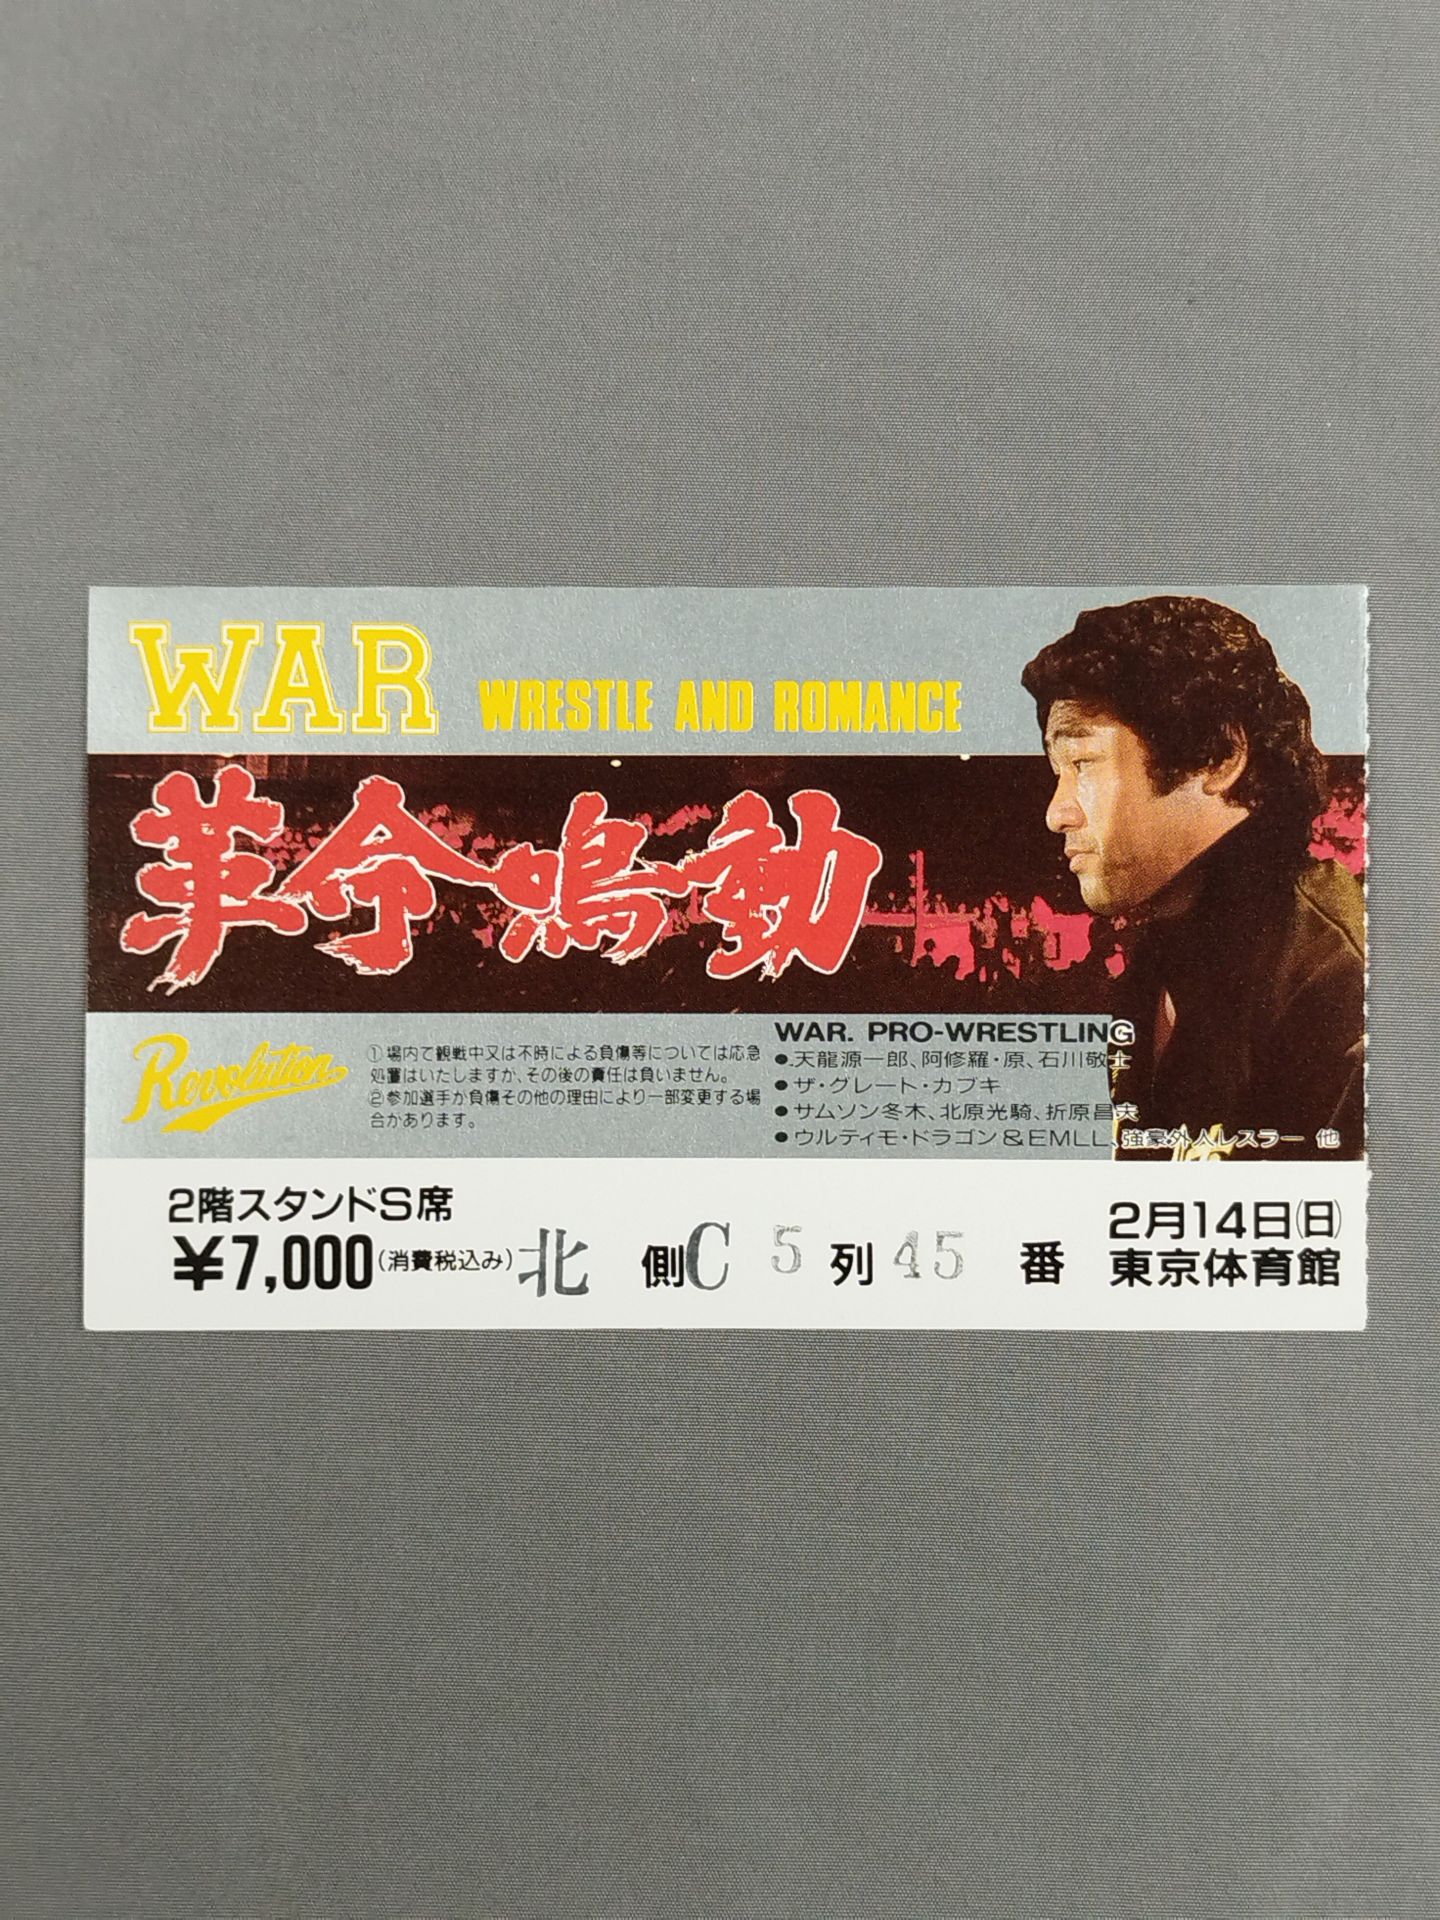 WAR WRESTLE AND ROMANCE
革命鳴動
Revolution
①場内で観戦中又は不時による負傷等については応急
処置はいたしますが、その後の責任は負いません。
②参加選手が負傷その他の理由により一部変更する場
合があります。
WAR. PRO-WRESTLING
●天龍源一郎、阿修羅・原、石川敬士
●ザ・グレート・カブキ
●サムソン冬木、北原光騎、折原昌夫
●ウルティモ・ドラゴン&EMLL、強豪外人レスラー 他
2階スタンドS席
¥7,000(消費税込み) 北 側C 5 列 45 番
2月14日(日)
東京体育館